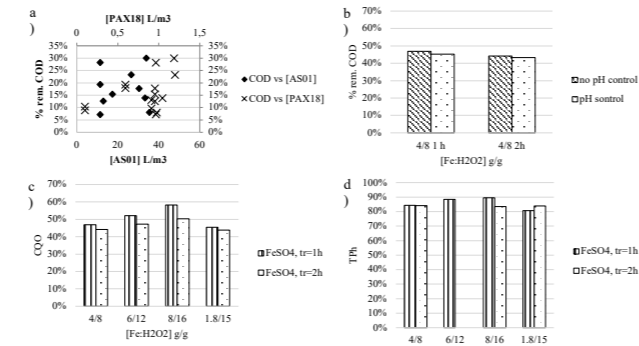 a
)
[PAX18] L/m3
0 0,5 1 1,5
35% 35%
30% 30%
25% 25%
20% 20%
15% 15%
10% 10%
5% 5%
0% 0%
0 20 40 60
% rem. COD
[AS01] L/m3
COD vs [AS01]
COD vs [PAX18]
b
)
70%
60%
50%
40%
30%
20%
10%
0%
% rem. COD
4/8 1 h 4/8 2h
[Fe:H2O2] g/g
no pH control
pH sontrol
c
)
70%
60%
50%
40%
30%
20%
10%
0%
CQO
4/8 6/12 8/16 1.8/15
[Fe:H2O2] g/g
FeSO4, tr=1h
FeSO4, tr=2h
d
)
100%
90%
80%
70%
60%
50%
40%
30%
20%
10%
0%
TPh
4/8 6/12 8/16 1.8/15
FeSO4, tr=1h
FeSO4, tr=2h